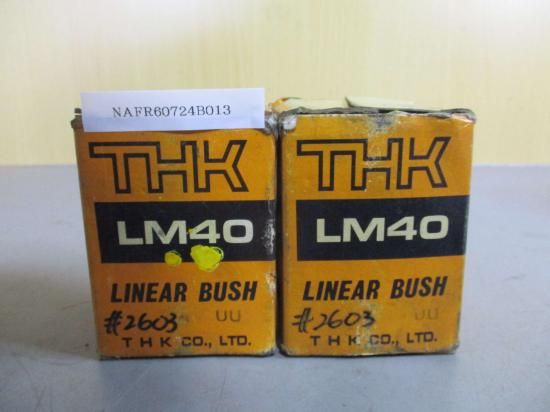 NAFR60724B013
THK
LM40
LINEAR BUSH
#2603 UU
THK CO., LTD.
THK
LM40
LINEAR BUSH
#2603 UU
THK CO., LTD.